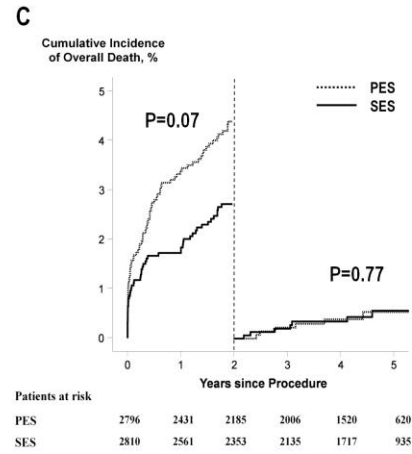 C
Cumulative Incidence
of Overall Death, %
5
4
3
2
1
0
PES
SES
P=0.07
P=0.77
0 1 2 3 4 5
Years since Procedure
Patients at risk
PES 2796 2431 2185 2006 1520 620
SES 2810 2561 2353 2135 1717 935